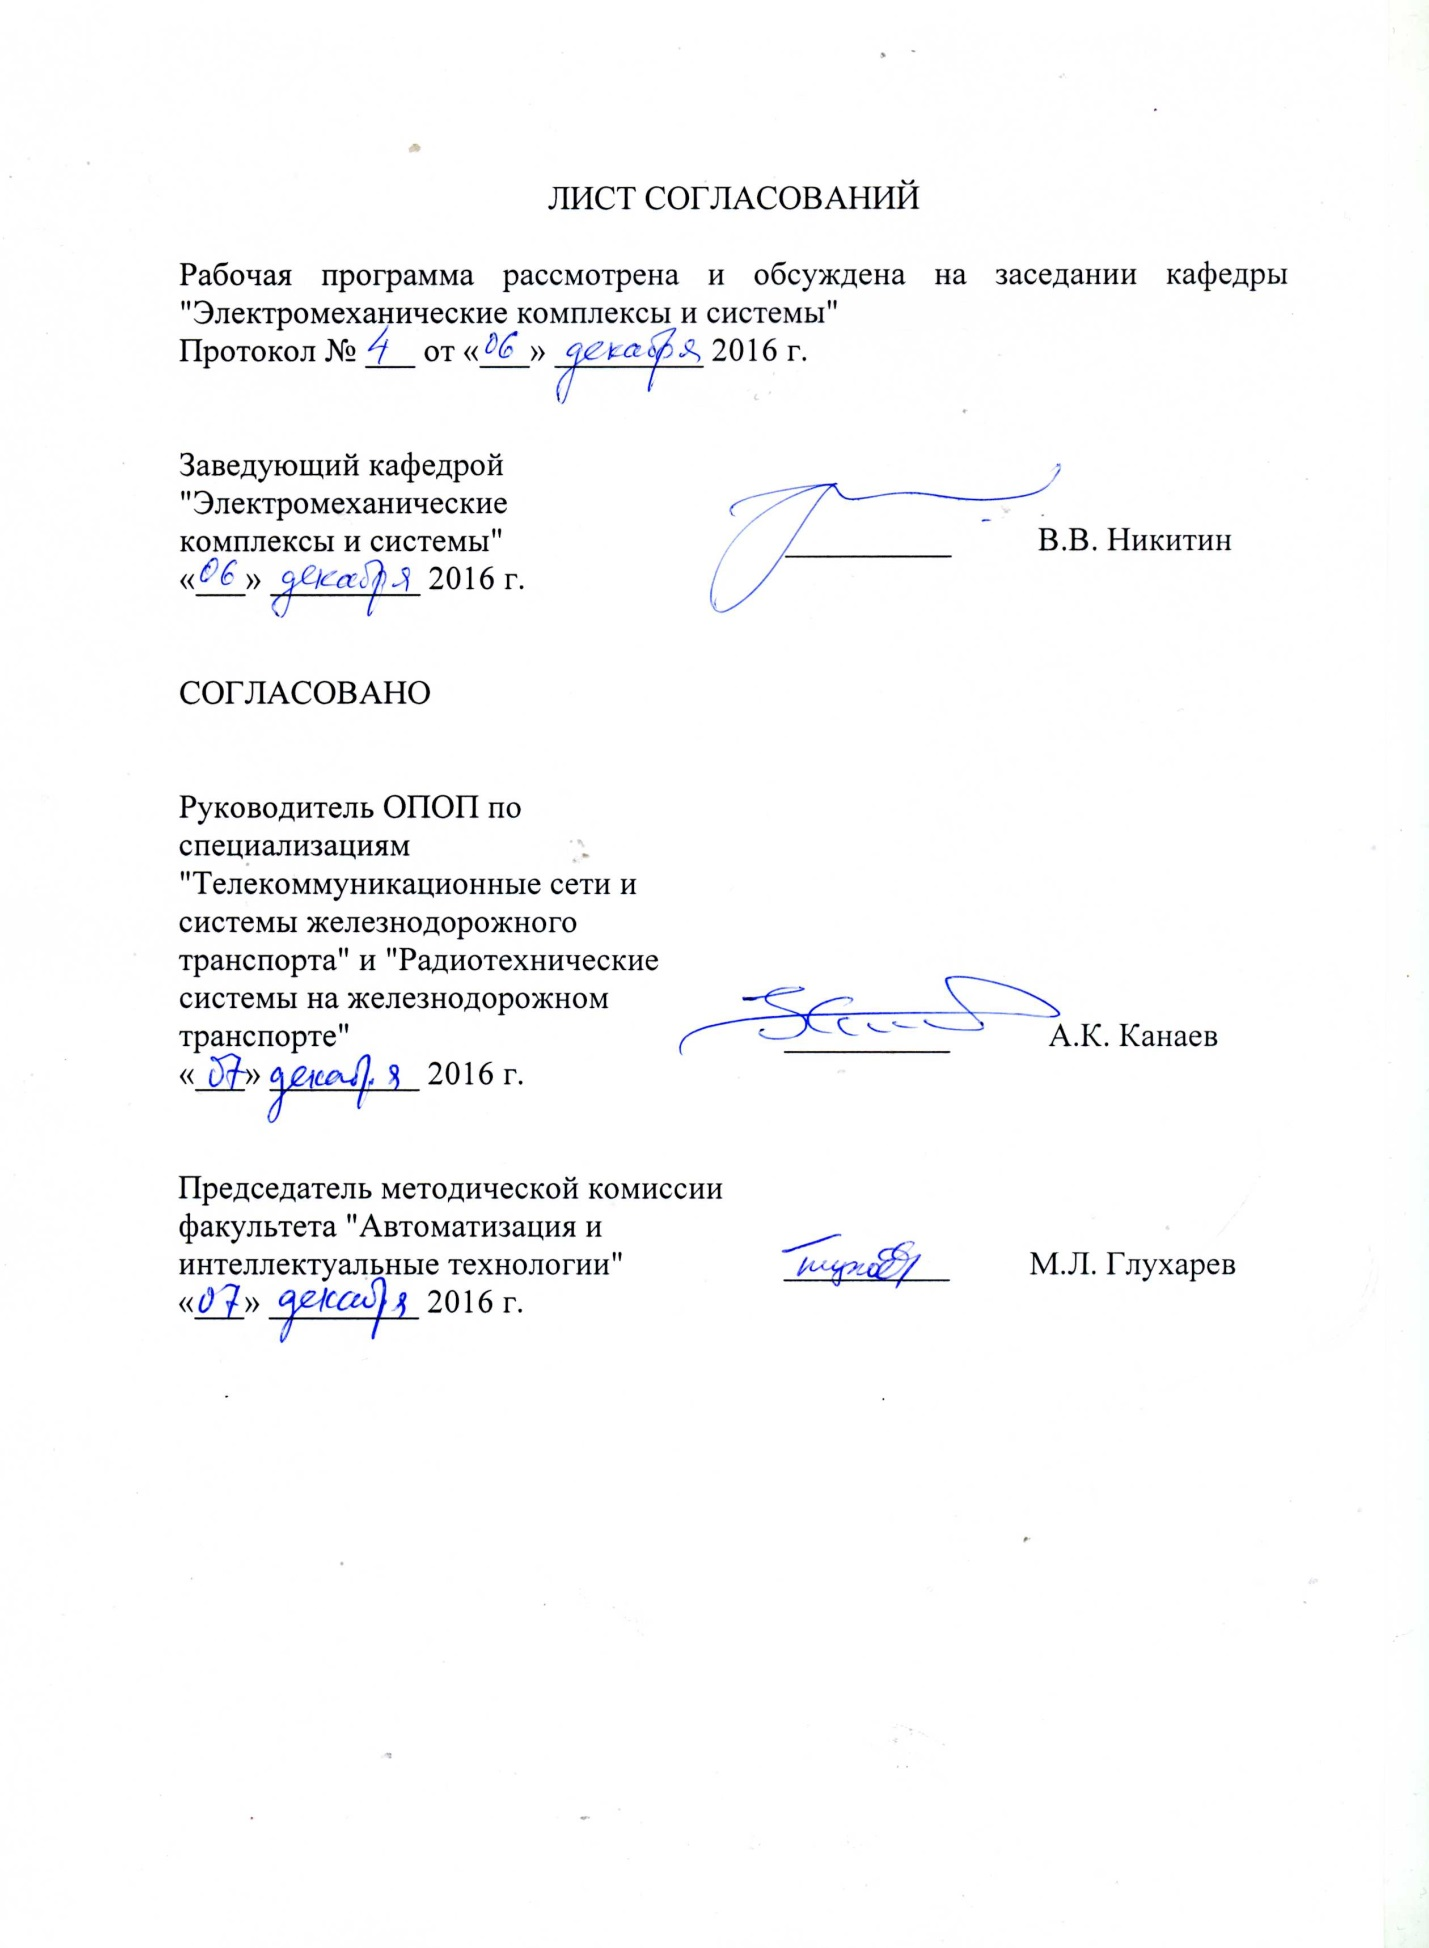 ЛИСТ СОГЛАСОВАНИЙ
Рабочая программа рассмотрена и обсуждена на заседании кафедры
"Электромеханические комплексы и системы"
Протокол № 4 от «06» декабря 2016 г.
Заведующий кафедрой
"Электромеханические
комплексы и системы" В.В. Никитин
«06» декабря 2016 г.
СОГЛАСОВАНО
Руководитель ОПОП по
специализациям
"Телекоммуникационные сети и
системы железнодорожного
транспорта" и "Радиотехнические
системы на железнодорожном
транспорте" А.К. Канаев
«07» декабря 2016 г.
Председатель методической комиссии
факультета "Автоматизация и
интеллектуальные технологии" М.Л. Глухарев
«07» декабря 2016 г.